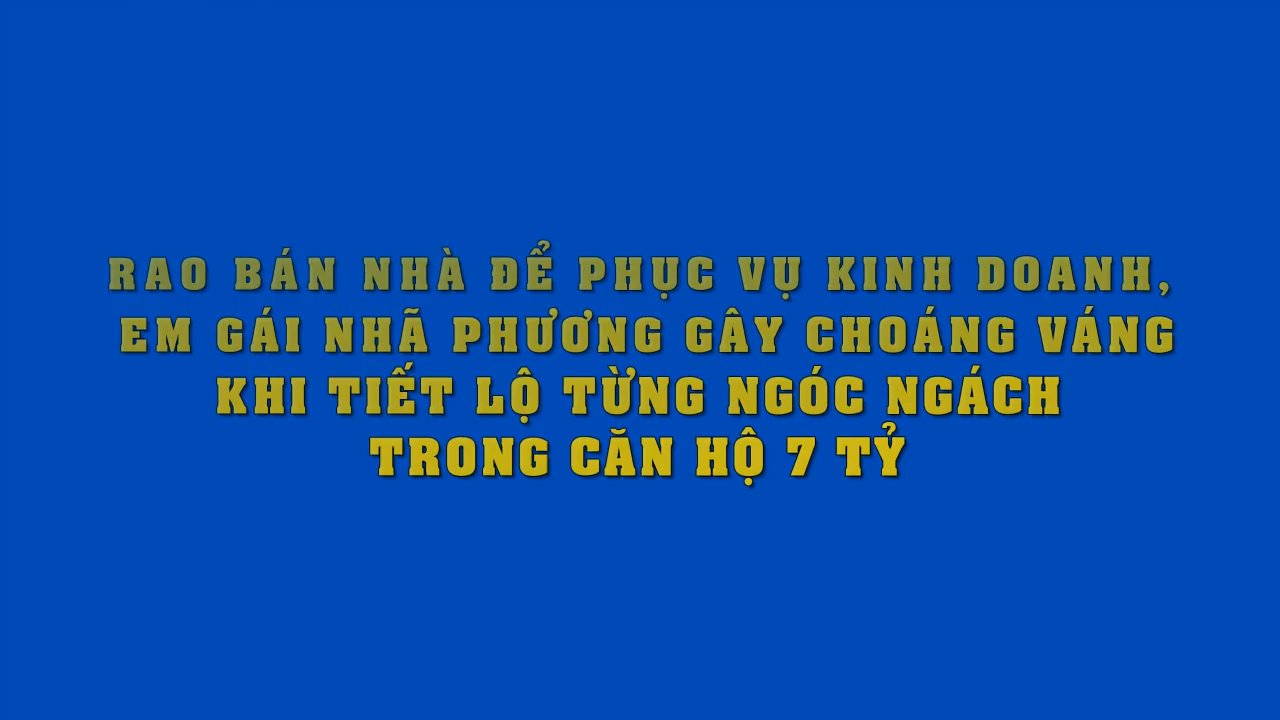 RAO BÁN NHÀ ĐỂ PHỤC VỤ KINH DOANH,
EM GÁI NHÃ PHƯƠNG GÂY CHOÁNG VÁNG
KHI TIẾT LỘ TỪNG NGÓC NGÁCH
TRONG CĂN HỘ 7 TỶ